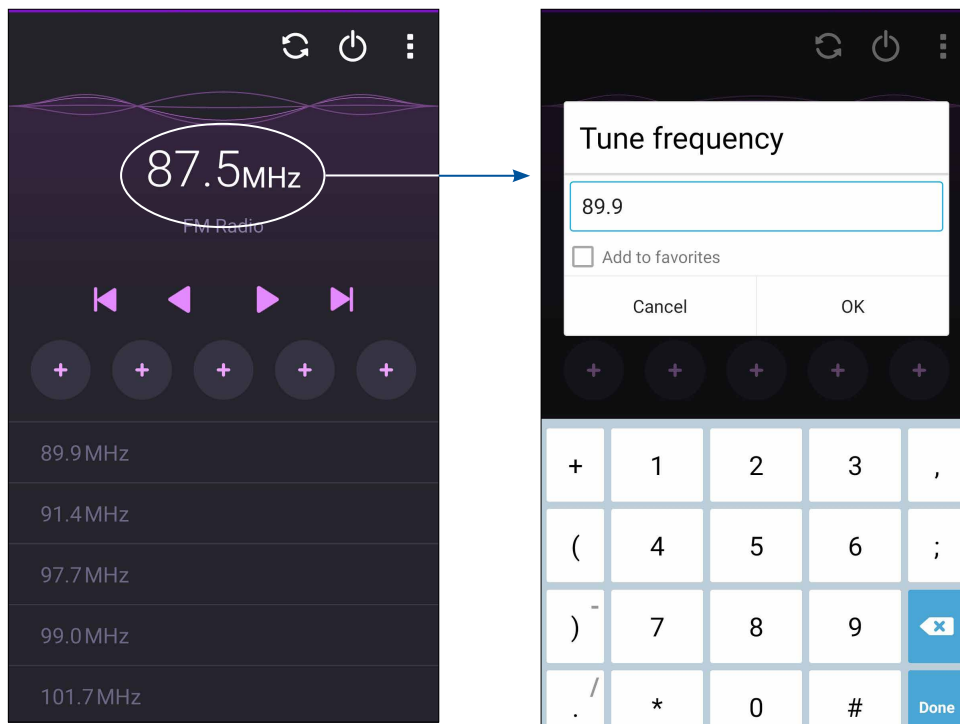 87.5MHz
FM Radio
+ + + + +
89.9MHz
91.4MHz
97.7MHz
99.0MHz
101.7MHz
Tune frequency
89.9
Add to favorites
Cancel OK
+ + + + +
+ 1 2 3 ,
( 4 5 6 ;
) - 7 8 9
. / * 0 # Done